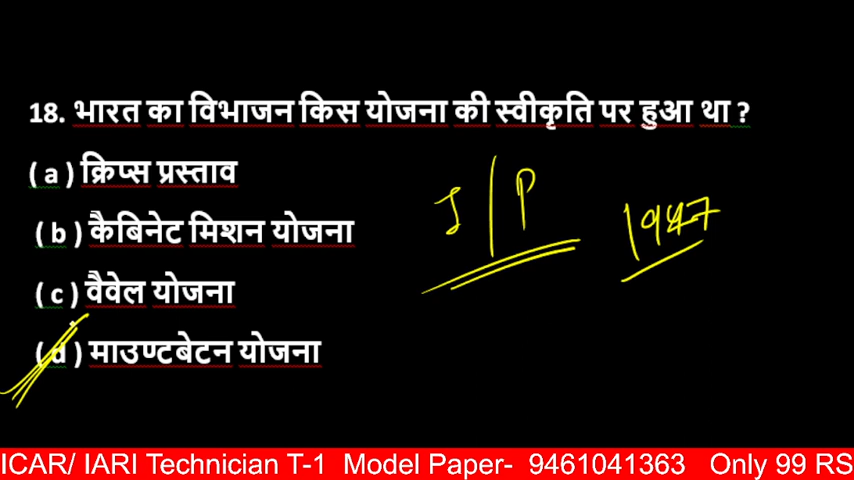 18. भारत का विभाजन किस योजना की स्वीकृति पर हुआ था ?
( a ) क्रिप्स प्रस्ताव
( b ) कैबिनेट मिशन योजना
I | P
1947
( c ) वैवेल योजना
( d ) माउण्टबेटन योजना
ICAR/ IARI Technician T-1 Model Paper- 9461041363 Only 99 RS